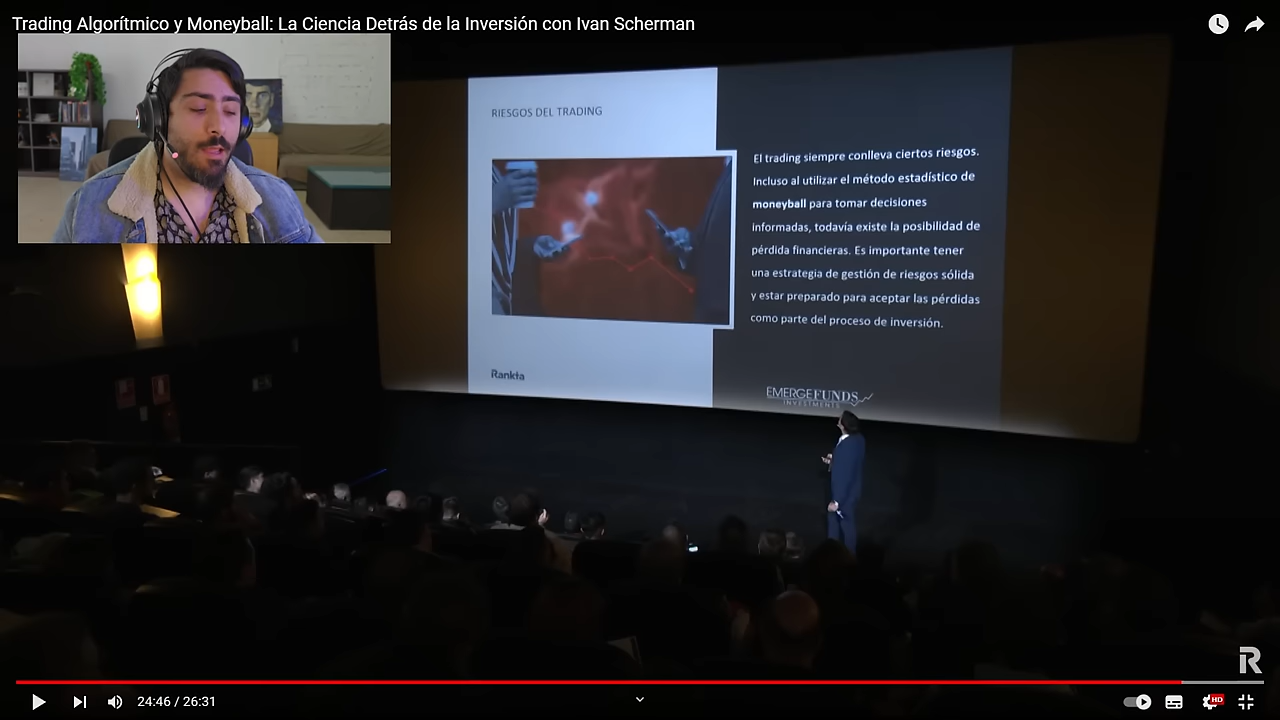 Trading Algorítmico y Moneyball: La Ciencia Detrás de la Inversión con Ivan Scherman
RIESGOS DEL TRADING
El trading siempre conlleva ciertos riesgos.
Incluso al utilizar el método estadístico de
moneyball para tomar decisiones
informadas, todavía existe la posibilidad de
pérdida financieras. Es importante tener
una estrategia de gestión de riesgos sólida
y estar preparado para aceptar las pérdidas
como parte del proceso de inversión.
Rankia
EMERGEFUNDS
INVESTMENTS
R
24:46 / 26:31
HD